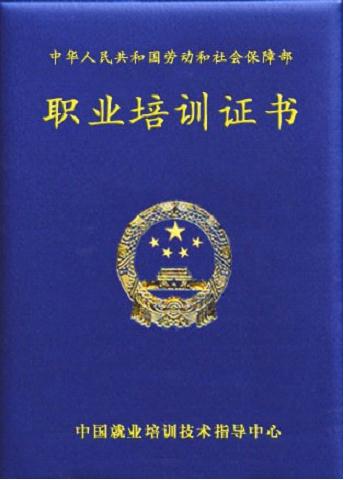 中华人民共和国劳动和社会保障部
职业培训证书
中国就业培训技术指导中心